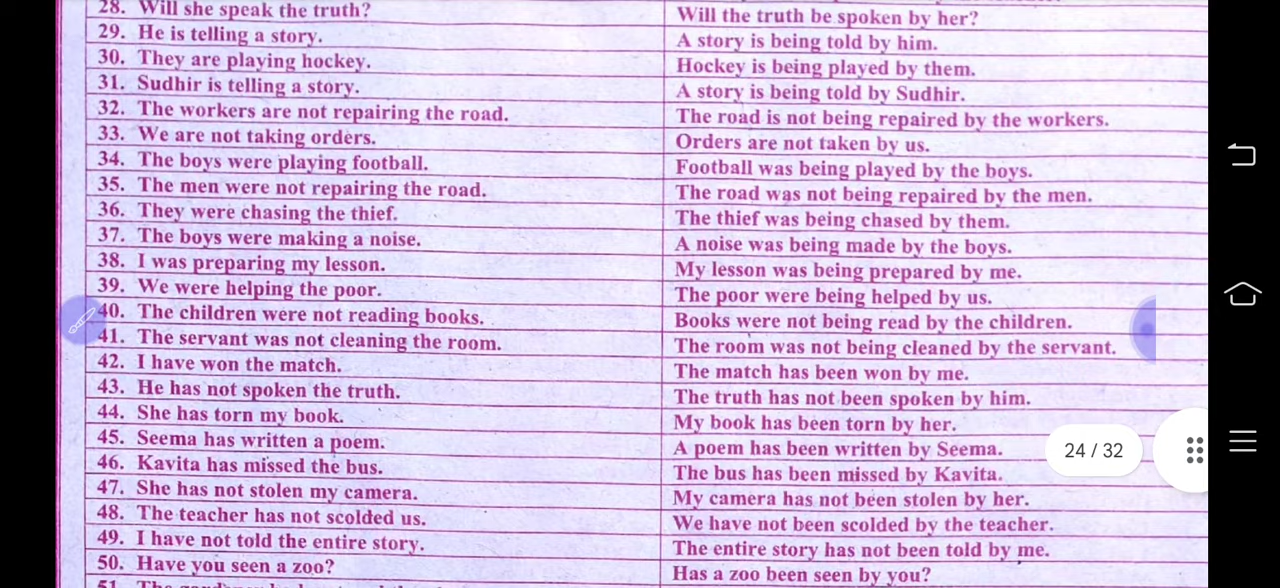 28. Will she speak the truth? Will the truth be spoken by her?
29. He is telling a story. A story is being told by him.
30. They are playing hockey. Hockey is being played by them.
31. Sudhir is telling a story. A story is being told by Sudhir.
32. The workers are not repairing the road. The road is not being repaired by the workers.
33. We are not taking orders. Orders are not taken by us.
34. The boys were playing football. Football was being played by the boys.
35. The men were not repairing the road. The road was not being repaired by the men.
36. They were chasing the thief. The thief was being chased by them.
37. The boys were making a noise. A noise was being made by the boys.
38. I was preparing my lesson. My lesson was being prepared by me.
39. We were helping the poor. The poor were being helped by us.
40. The children were not reading books. Books were not being read by the children.
41. The servant was not cleaning the room. The room was not being cleaned by the servant.
42. I have won the match. The match has been won by me.
43. He has not spoken the truth. The truth has not been spoken by him.
44. She has torn my book. My book has been torn by her.
45. Seema has written a poem. A poem has been written by Seema.
24 / 32
46. Kavita has missed the bus. The bus has been missed by Kavita.
47. She has not stolen my camera. My camera has not been stolen by her.
48. The teacher has not scolded us. We have not been scolded by the teacher.
49. I have not told the entire story. The entire story has not been told by me.
50. Have you seen a zoo? Has a zoo been seen by you?